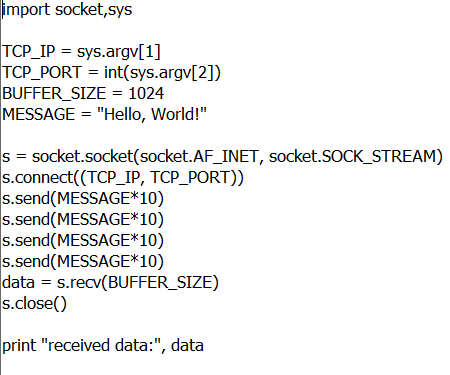 import socket,sys

TCP_IP = sys.argv[1]
TCP_PORT = int(sys.argv[2])
BUFFER_SIZE = 1024
MESSAGE = "Hello, World!"

s = socket.socket(socket.AF_INET, socket.SOCK_STREAM)
s.connect((TCP_IP, TCP_PORT))
s.send(MESSAGE*10)
s.send(MESSAGE*10)
s.send(MESSAGE*10)
s.send(MESSAGE*10)
data = s.recv(BUFFER_SIZE)
s.close()

print "received data:", data